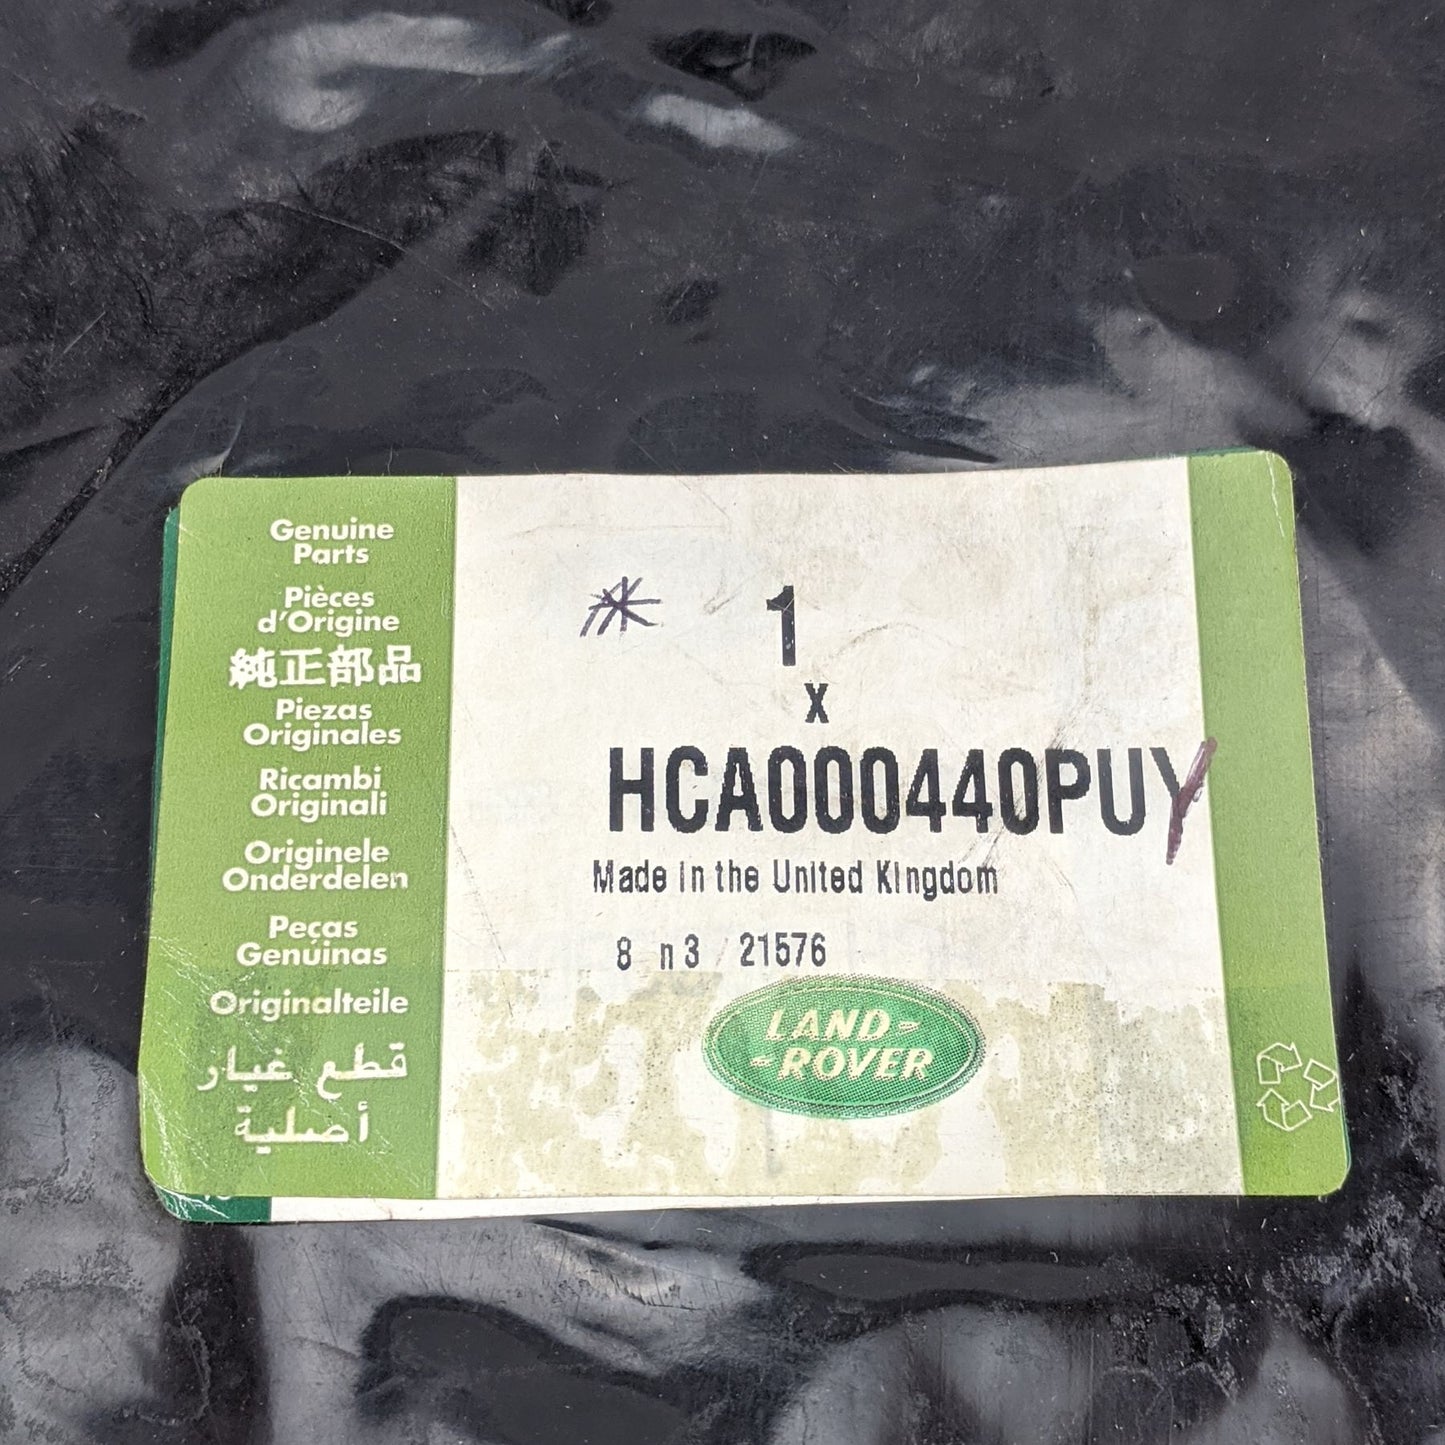 Genuine
Parts
Pièces
d'Origine
純正部品
Piezas
Originales
Ricambi
Originali
Originele
Onderdelen
Peças
Genúinas
Originalteile
قطع غيار
أصلية
1
x
HCA000440PUY
Made in the United Kingdom
8 n3 21576
LAND-
-ROVER